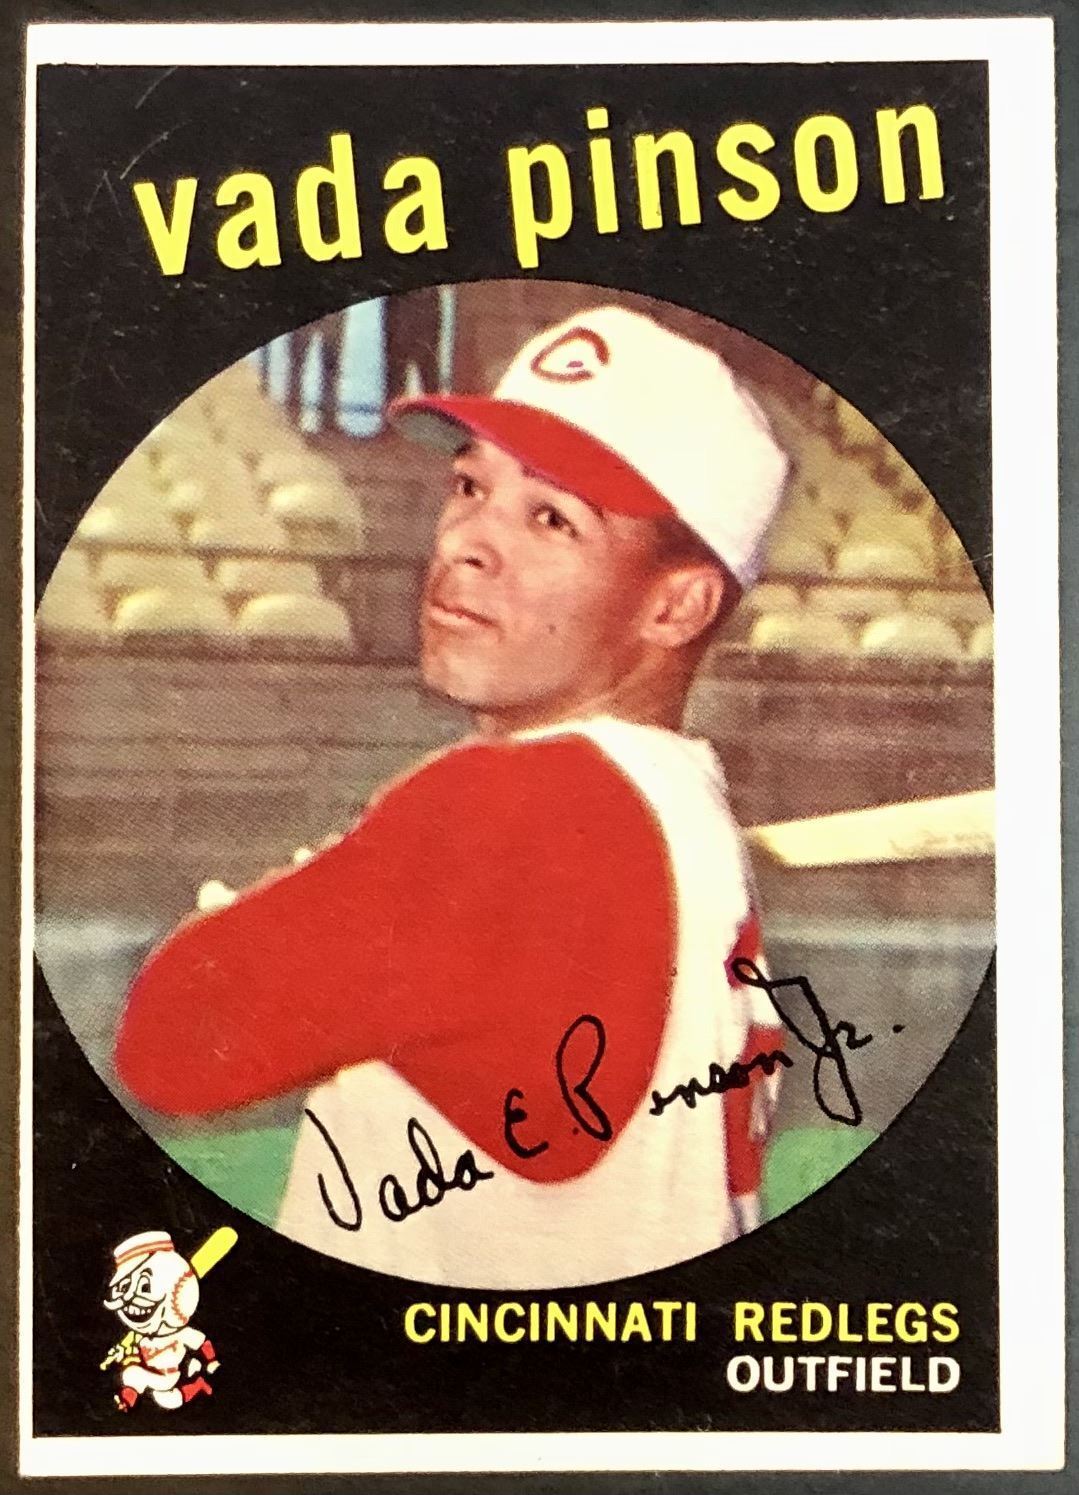 vada pinson
C
Vada E. Pinson Jr.
CINCINNATI REDLEGS
OUTFIELD